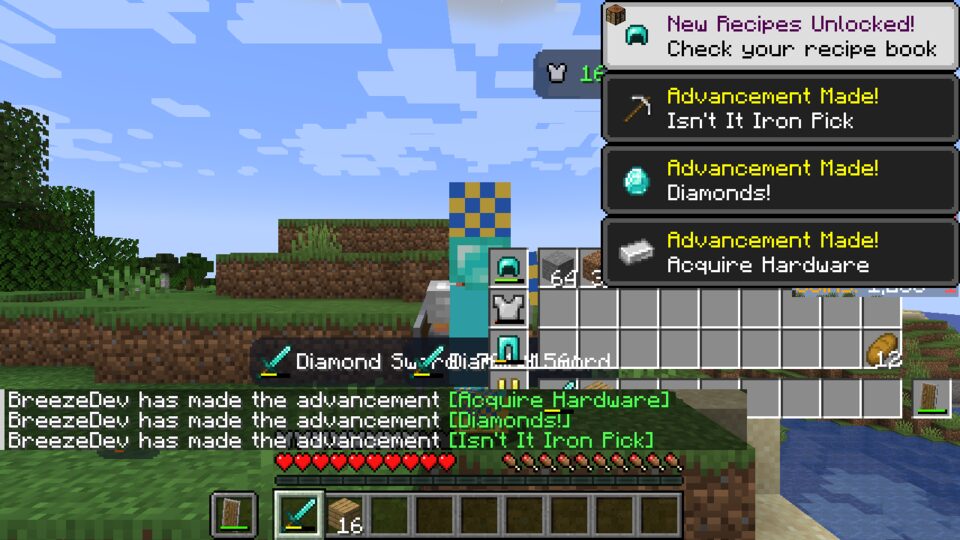 New Recipes Unlocked!
Check your recipe book
16
Advancement Made!
Isn't It Iron Pick
Advancement Made!
Diamonds!
Advancement Made!
Acquire Hardware
64
12
Diamond
BreezeDev has made the advancement [Acquire Hardware]
BreezeDev has made the advancement [Diamonds!]
BreezeDev has made the advancement [Isn't It Iron Pick]
16